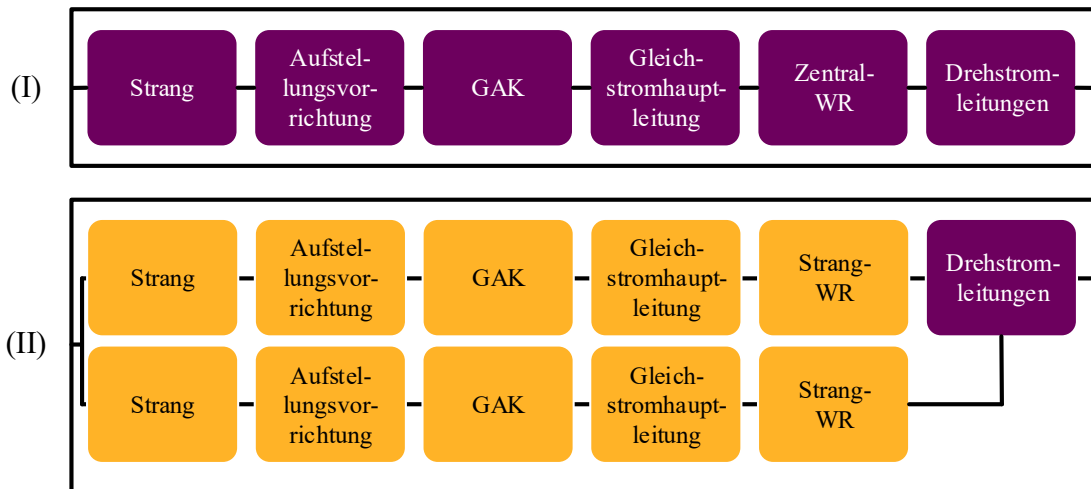 (I)
Strang
Aufstel-
lungsvor-
richtung
GAK
Gleich-
stromhaupt-
leitung
Zentral-
WR
Drehstrom-
leitungen
(II)
Strang
Aufstel-
lungsvor-
richtung
GAK
Gleich-
stromhaupt-
leitung
Strang-
WR
Drehstrom-
leitungen
Strang
Aufstel-
lungsvor-
richtung
GAK
Gleich-
stromhaupt-
leitung
Strang-
WR